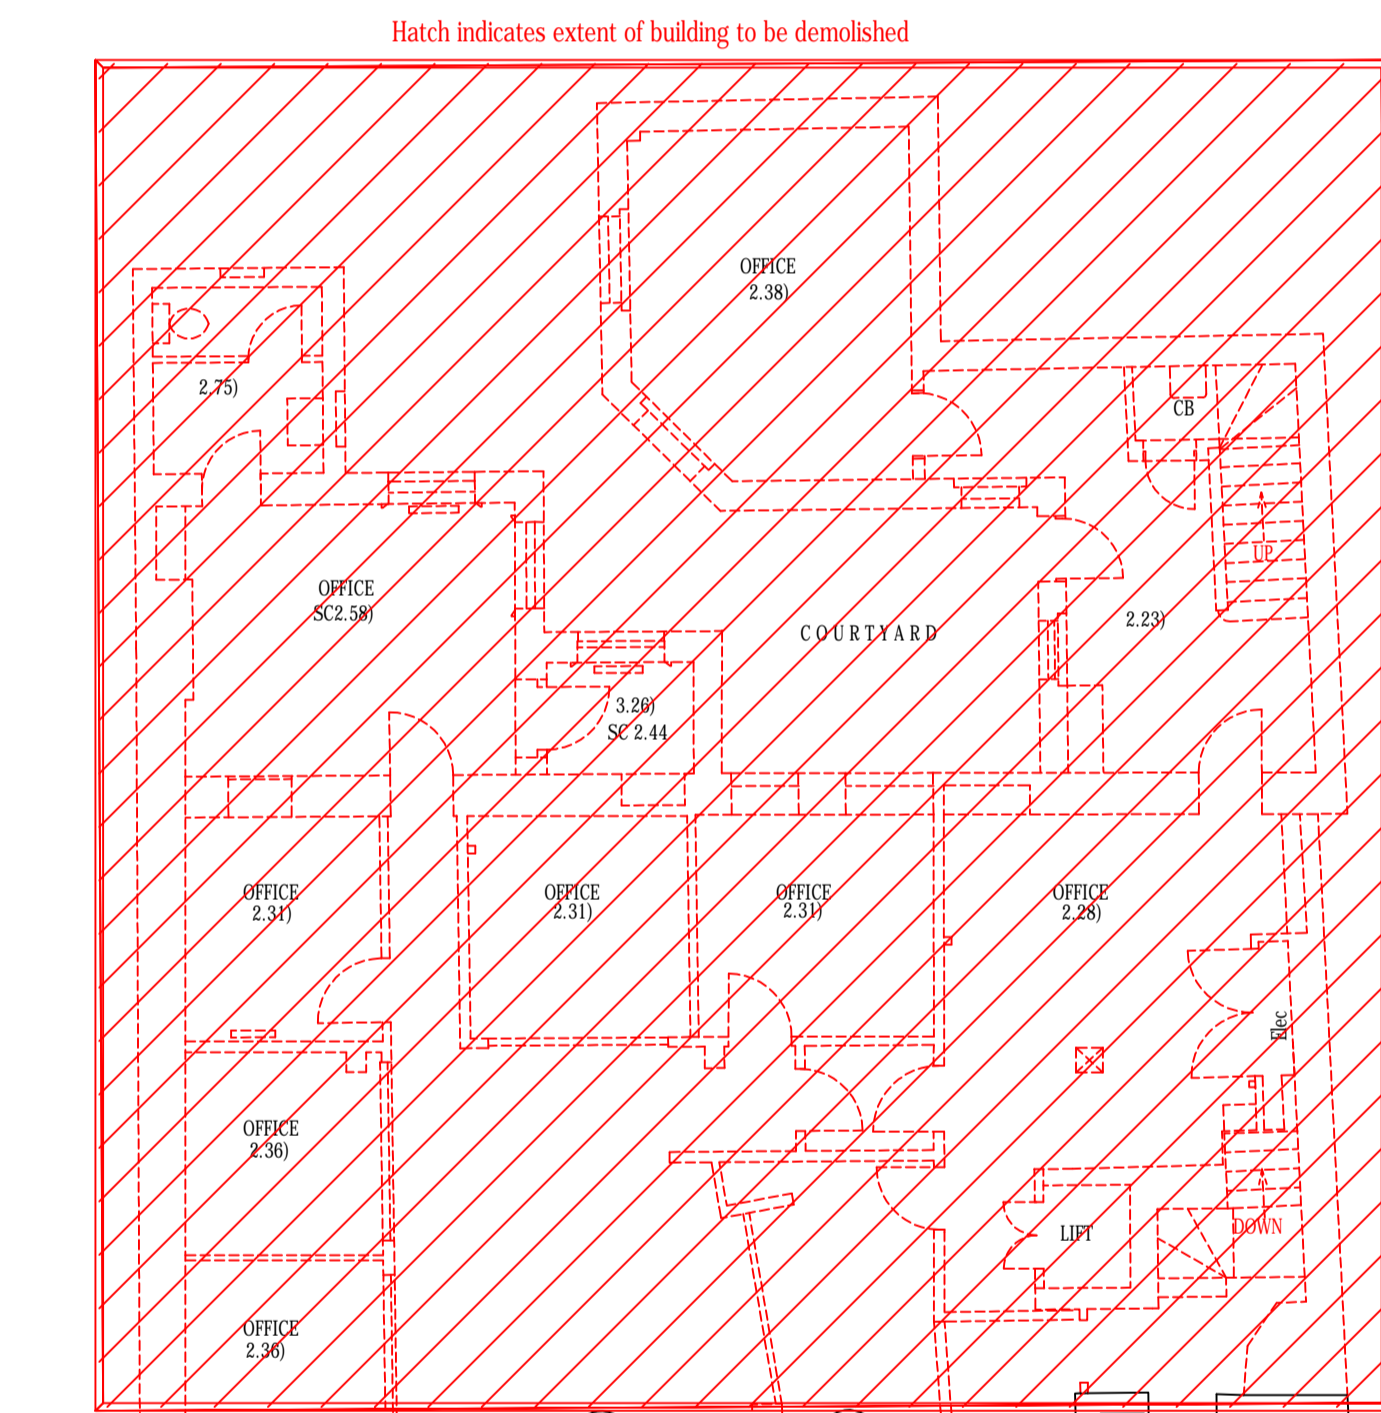 Hatch indicates extent of building to be demolished
OFFICE
2.38)
2.75)
CB
UP
OFFICE
SC2.58)
COURTYARD
2.23)
3.26)
SC 2.44
OFFICE
2.31)
OFFICE
2.31)
OFFICE
2.31)
OFFICE
2.28)
Elec
OFFICE
2.36)
LIFT
DOWN
OFFICE
2.36)